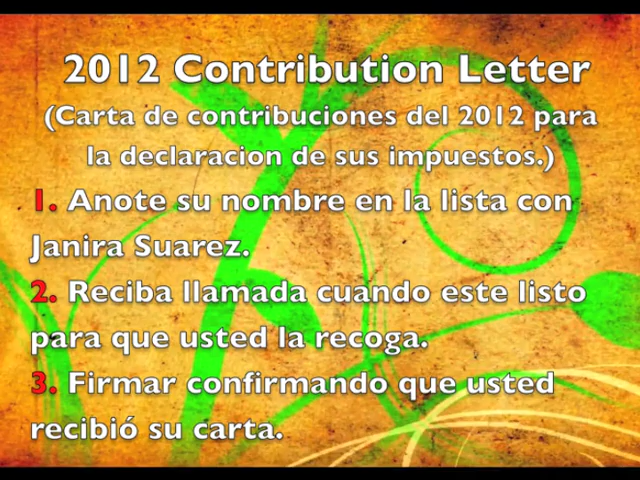 2012 Contribution Letter
(Carta de contribuciones del 2012 para
la declaracion de sus impuestos.)
1. Anote su nombre en la lista con
Janira Suarez.
2. Reciba llamada cuando este listo
para que usted la recoga.
3. Firmar confirmando que usted
recibió su carta.